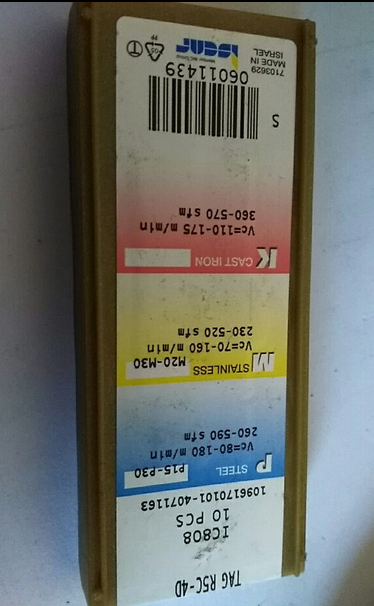 TAG R5C-4D
IC808
10 PCS
1096170101-4071163
P STEEL P15-P30
Vc=80-180 m/min
260-590 sfm
M STAINLESS M20-M30
Vc=70-160 m/min
230-520 sfm
K CAST IRON
Vc=110-175 m/min
360-570 sfm
S
06011439
7103629
MADE IN
ISRAEL
iscar
PP